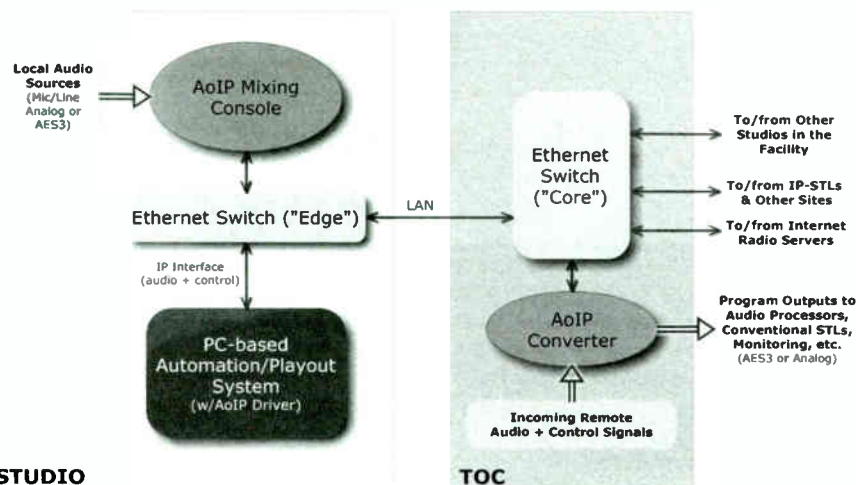 Local Audio
Sources
(Mic/Line
Analog or
AES3)
AoIP Mixing
Console
Ethernet Switch ("Edge")
IP Interface
(audio + control)
PC-based
Automation/Playout
System
(w/AoIP Driver)
STUDIO
LAN
Ethernet
Switch
("Core")
To/from Other
Studios in the
Facility
To/from IP-STLs
& Other Sites
To/from Internet
Radio Servers
AoIP
Converter
Program Outputs to
Audio Processors,
Conventional STLs,
Monitoring, etc.
(AES3 or Analog)
Incoming Remote
Audio + Control Signals
TOC